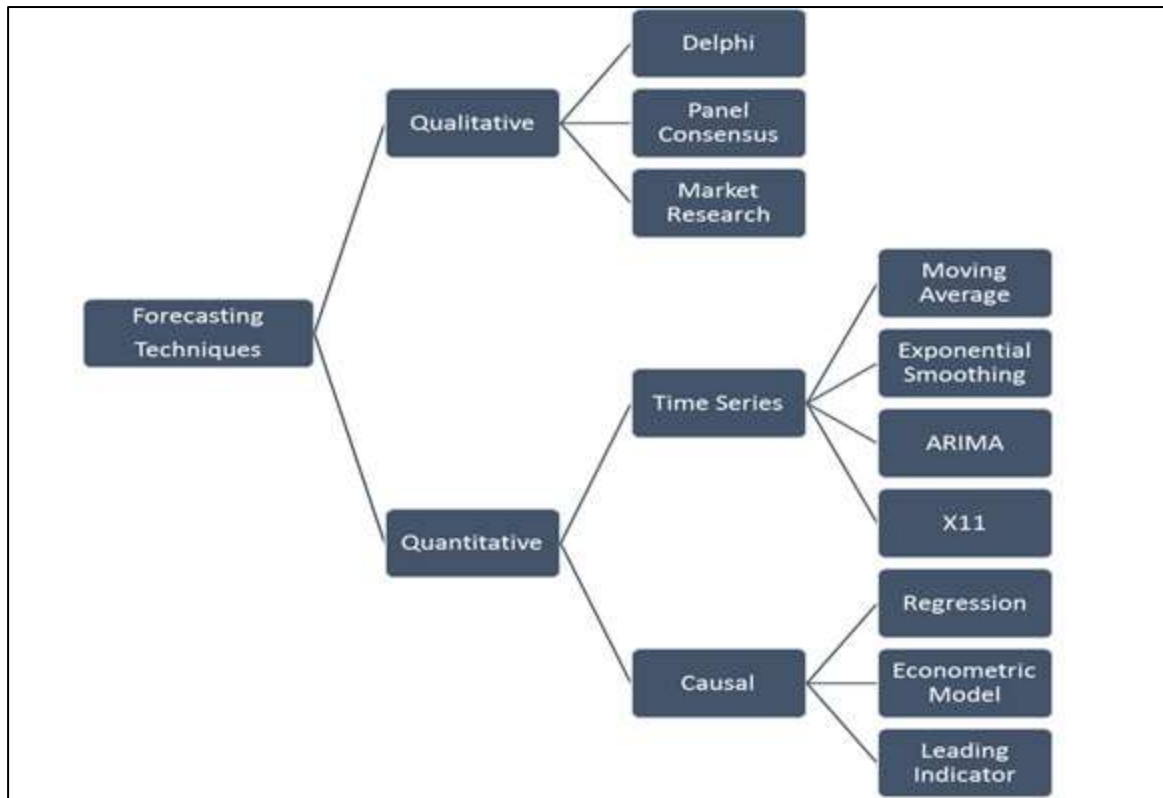 Delphi
Qualitative
Panel
Consensus
Market
Research
Forecasting
Techniques
Moving
Average
Exponential
Smoothing
Time Series
ARIMA
X11
Quantitative
Regression
Causal
Econometric
Model
Leading
Indicator